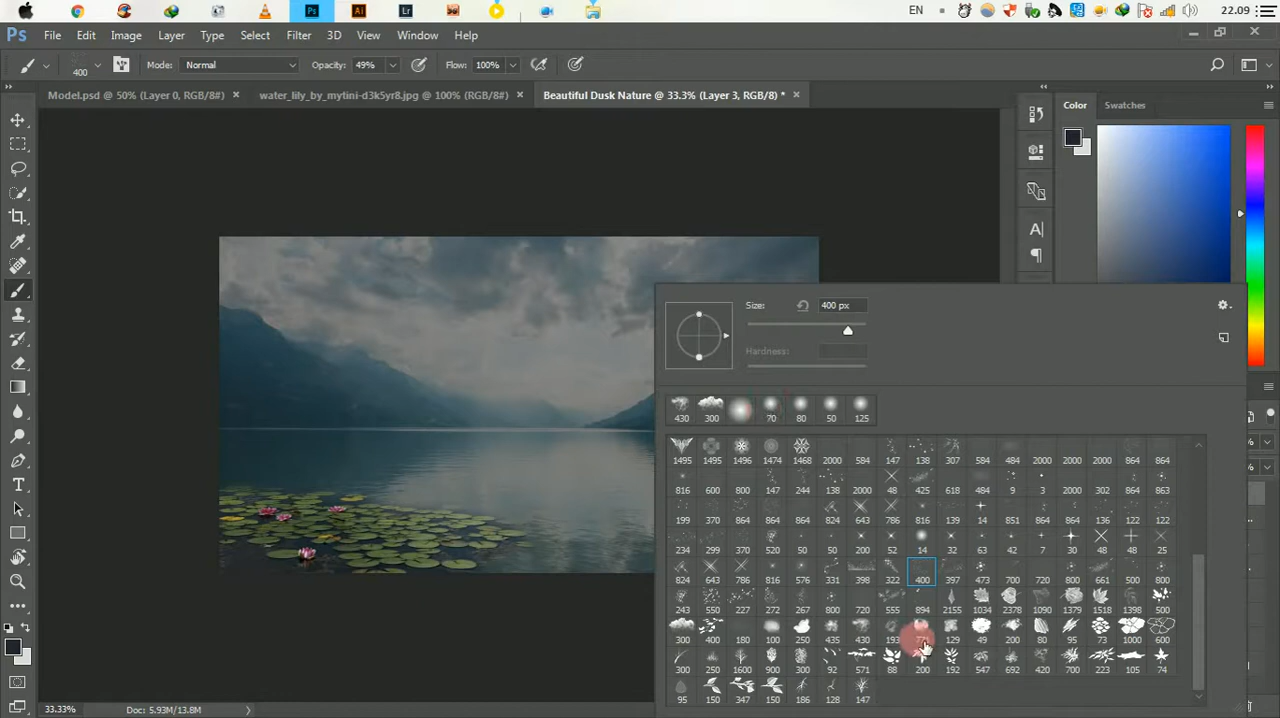 EN 22.09
Ps File Edit Image Layer Type Select Filter 3D View Window Help
400 Mode: Normal Opacity: 49% Flow: 100%
Model.psd @ 50% (Layer 0, RGB/8#) × water_lily_by_mytini-d3k5yr8.jpg @ 100% (RGB/8#) × Beautiful Dusk Nature @ 33.3% (Layer 3, RGB/8) * ×
Color Swatches
Size: 400 px
Hardness:
430 300 70 80 50 125
1495 1495 1496 1474 1468 2000 584 147 138 307 584 484 2000 2000 2000 864 864
816 600 800 147 244 138 2000 48 425 618 484 9 3 2000 302 864 863
199 370 864 864 864 824 643 786 816 139 14 851 864 864 136 122 122
234 299 370 520 50 50 200 52 14 32 63 42 7 30 48 48 25
824 643 786 816 576 331 398 322 400 397 473 700 720 800 661 500 800
243 550 227 272 267 800 720 555 894 2155 1034 2378 1090 1379 1518 1398 500
300 400 180 100 250 435 430 193 129 49 200 80 95 73 1000 600
300 250 1600 900 300 92 571 88 200 192 547 692 420 700 223 105 74
95 150 347 150 186 128 147
33.33% Doc: 5.93M/13.8M